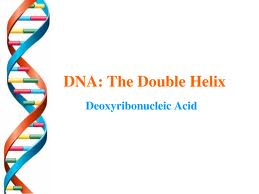 DNA: The Double Helix
Deoxyribonucleic Acid